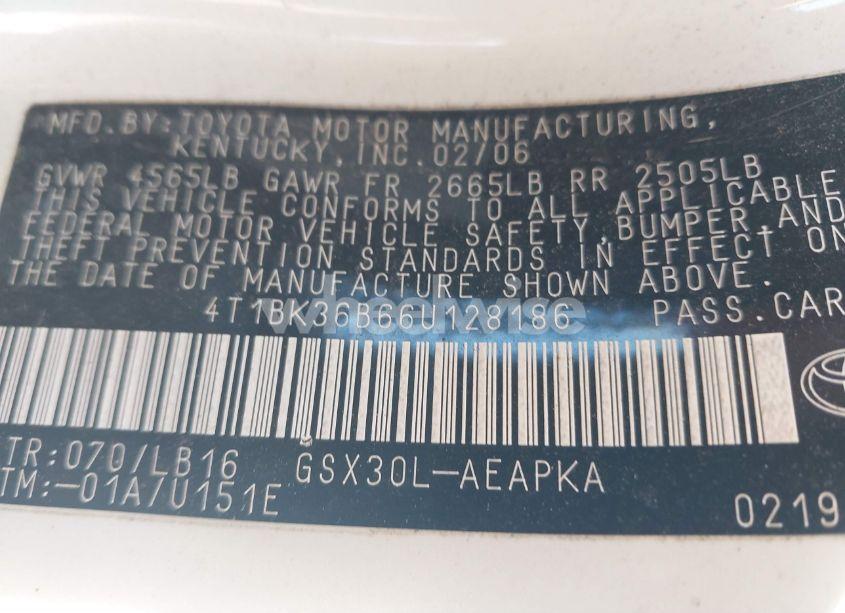 MFD.BY:TOYOTA MOTOR MANUFACTURING,
KENTUCKY,INC.02/06
GVWR 4565LB GAWR FR 2665LB RR 2505LB
THIS VEHICLE CONFORMS TO ALL APPLICABLE
FEDERAL MOTOR VEHICLE SAFETY,BUMPER,AND
THEFT PREVENTION STANDARDS IN EFFECT ON
THE DATE OF MANUFACTURE SHOWN ABOVE.
4T1BK36B66U128186 PASS.CAR
wheelwise
TR:070/LB16 GSX30L-AEAPKA
TM:-01A/U151E
0219